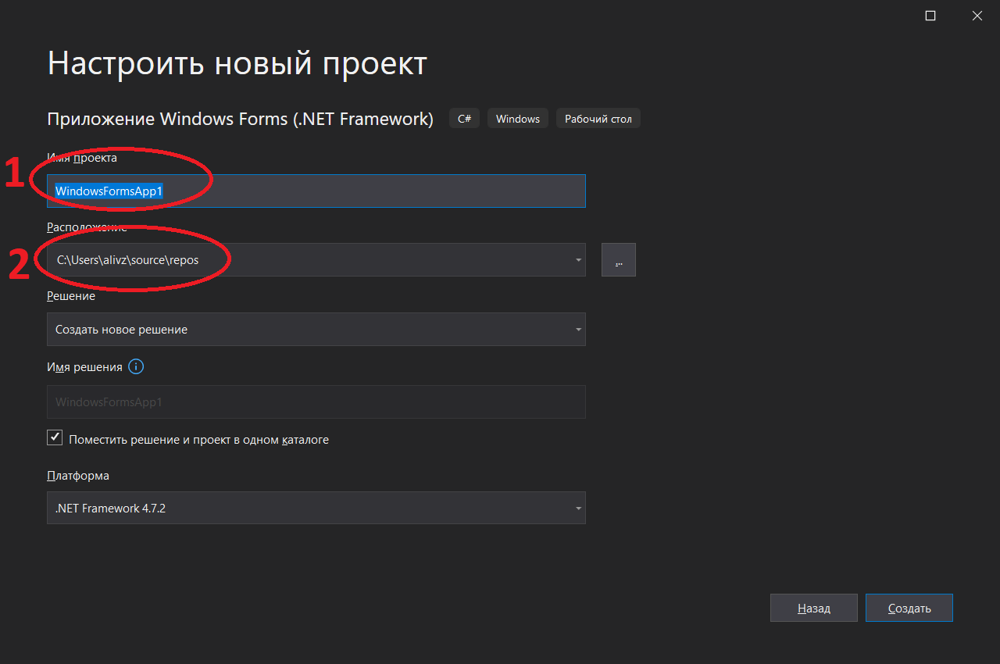 Настроить новый проект
Приложение Windows Forms (.NET Framework) C# Windows Рабочий стол
Имя проекта
1
WindowsFormsApp1
Расположение
2
C:\Users\alivz\source\repos
...
Решение
Создать новое решение
Имя решения
WindowsFormsApp1
Поместить решение и проект в одном каталоге
Платформа
.NET Framework 4.7.2
Назад Создать